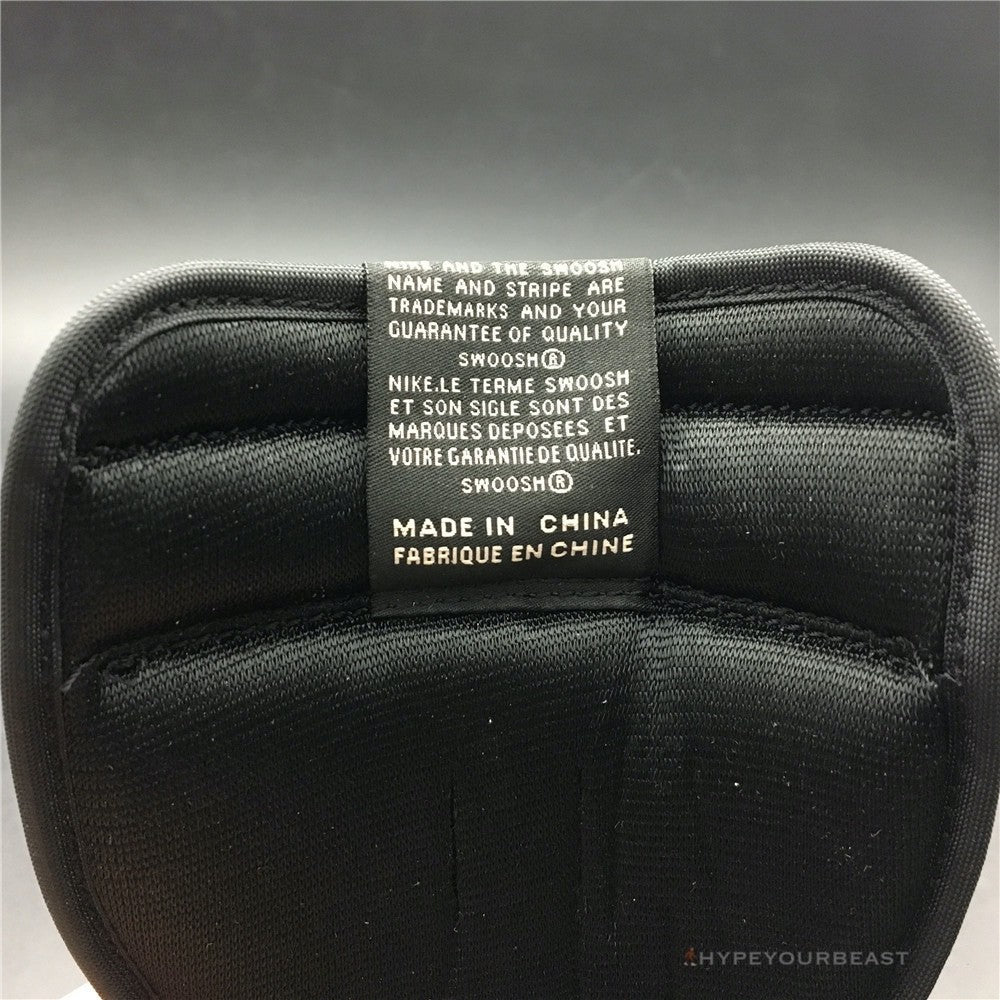 NIKE AND THE SWOOSH
NAME AND STRIPE ARE
TRADEMARKS AND YOUR
GUARANTEE OF QUALITY
SWOOSH®
NIKE.LE TERME SWOOSH
ET SON SIGLE SONT DES
MARQUES DEPOSEES ET
VOTRE GARANTIE DE QUALITE.
SWOOSH®
MADE IN CHINA
FABRIQUE EN CHINE
HYPEYOURBEAST